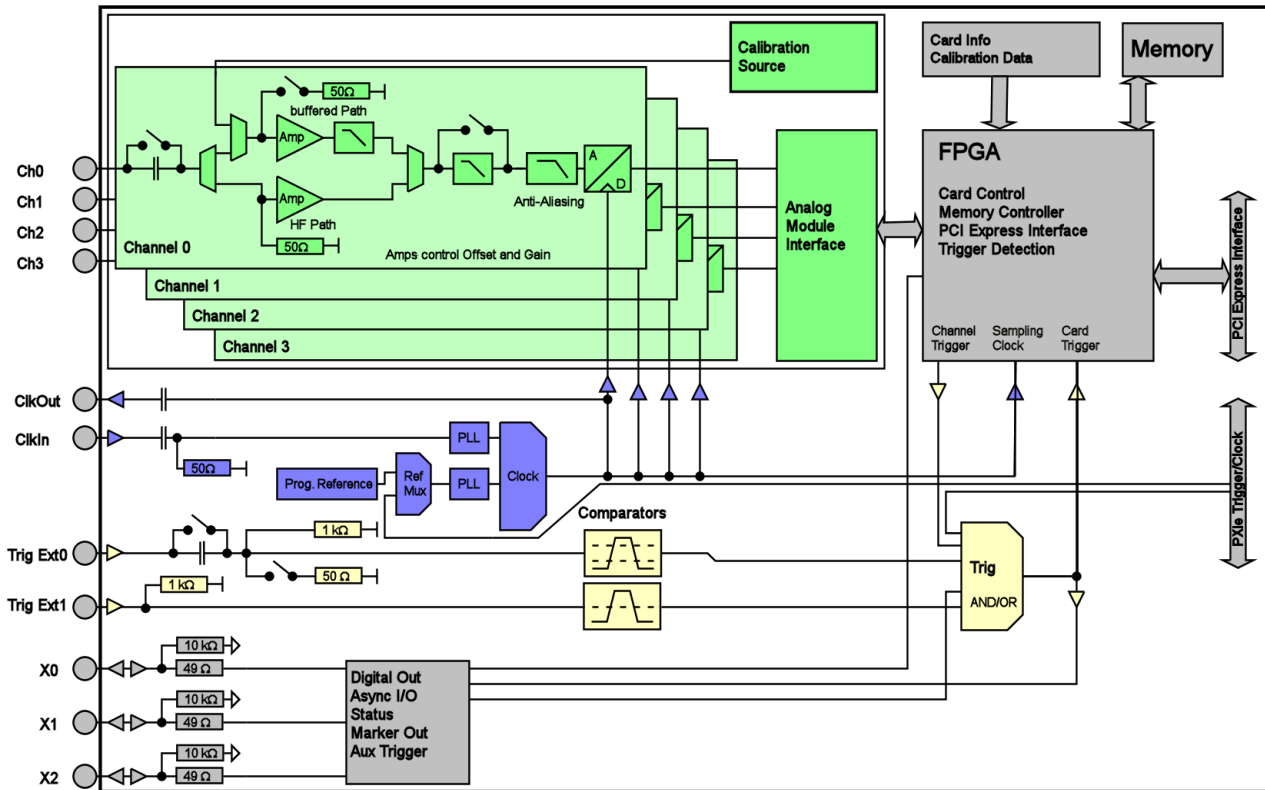 Calibration
Source
Card Info
Calibration Data
Memory
50Ω
buffered Path
Amp
A
D
Ch0
Ch1
Ch2
Ch3
Amp
HF Path
50Ω
Anti-Aliasing
Channel 0
Amps control Offset and Gain
Channel 1
Channel 2
Channel 3
Analog
Module
Interface
FPGA
Card Control
Memory Controller
PCI Express Interface
Trigger Detection
Channel
Trigger
Sampling
Clock
Card
Trigger
PCI Express Interface
ClkOut
ClkIn
50Ω
PLL
Prog. Reference
Ref
Mux
PLL
Clock
PXIe Trigger/Clock
Comparators
1 kΩ
Trig Ext0
50 Ω
1 kΩ
Trig Ext1
Trig
AND/OR
10 kΩ
X0
49 Ω
10 kΩ
X1
49 Ω
10 kΩ
X2
49 Ω
Digital Out
Async I/O
Status
Marker Out
Aux Trigger